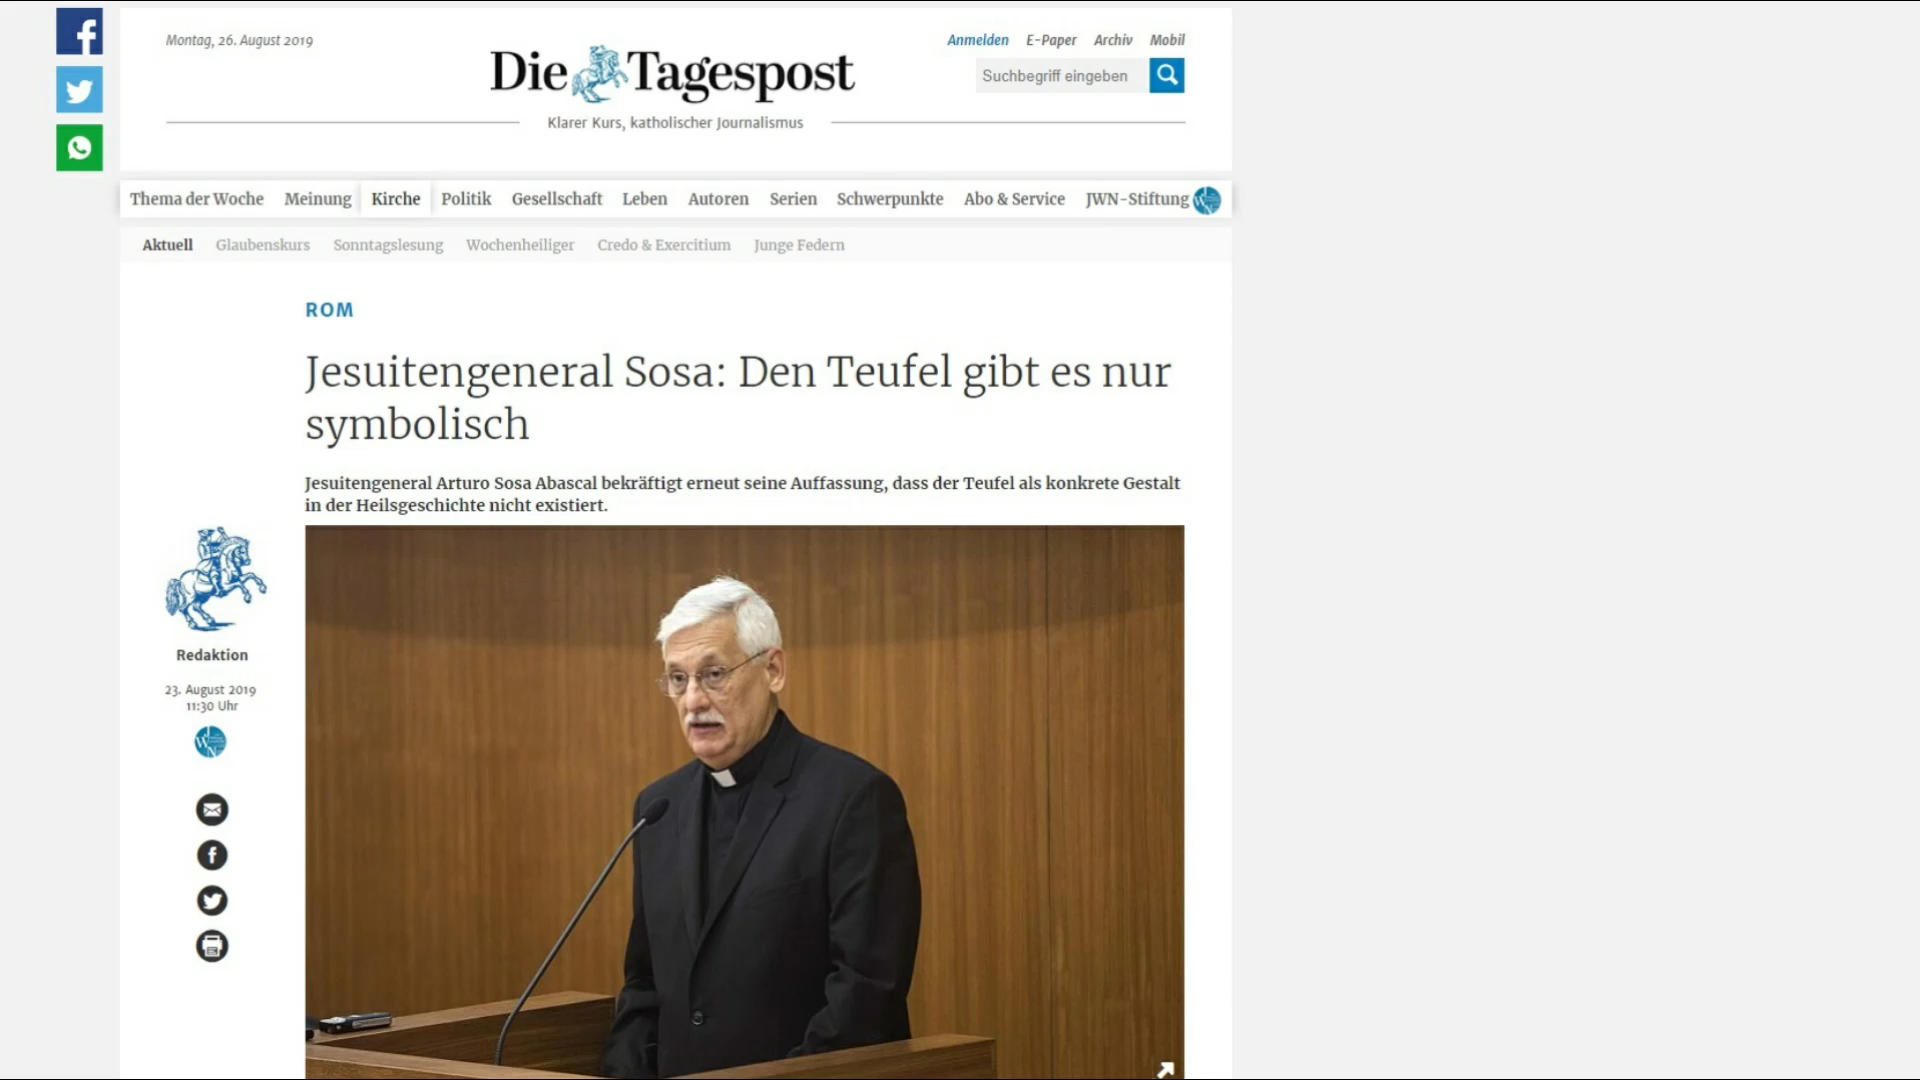 Montag, 26. August 2019
Anmelden E-Paper Archiv Mobil
Die Tagespost
Suchbegriff eingeben
Klarer Kurs, katholischer Journalismus
Thema der Woche Meinung Kirche Politik Gesellschaft Leben Autoren Serien Schwerpunkte Abo & Service JWN-Stiftung
Aktuell Glaubenskurs Sonntagslesung Wochenheiliger Credo & Exercitium Junge Federn
ROM
Jesuitengeneral Sosa: Den Teufel gibt es nur
symbolisch
Jesuitengeneral Arturo Sosa Abascal bekräftigt erneut seine Auffassung, dass der Teufel als konkrete Gestalt
in der Heilsgeschichte nicht existiert.
Redaktion
23. August 2019
11:30 Uhr